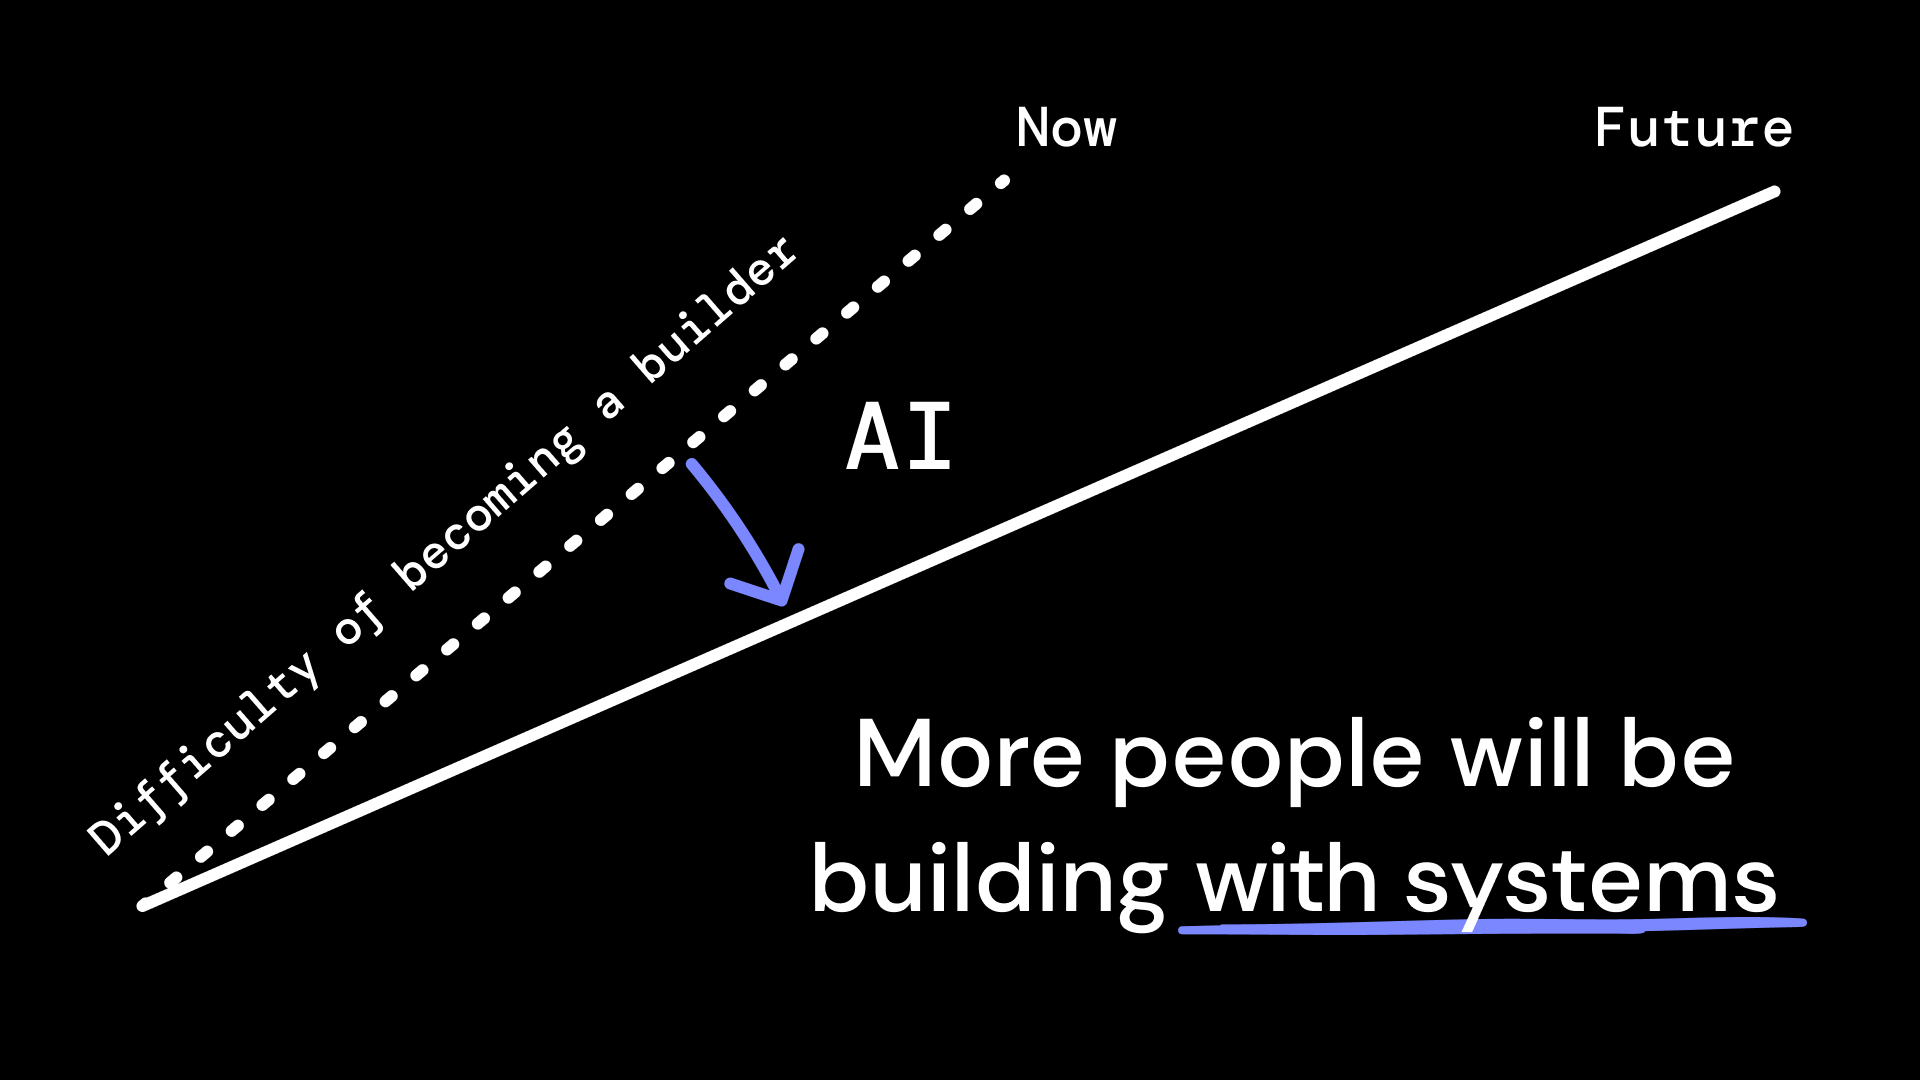 Now
Future
Difficulty of becoming a builder
AI
More people will be
building with systems